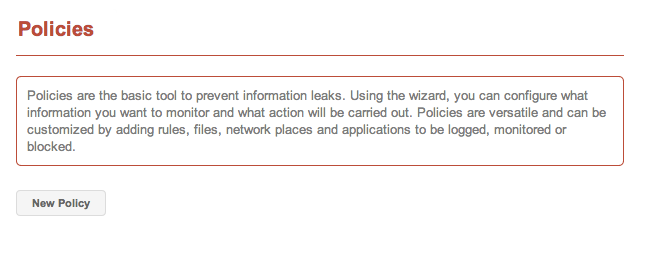 Policies
Policies are the basic tool to prevent information leaks. Using the wizard, you can configure what
information you want to monitor and what action will be carried out. Policies are versatile and can be
customized by adding rules, files, network places and applications to be logged, monitored or
blocked.
New Policy